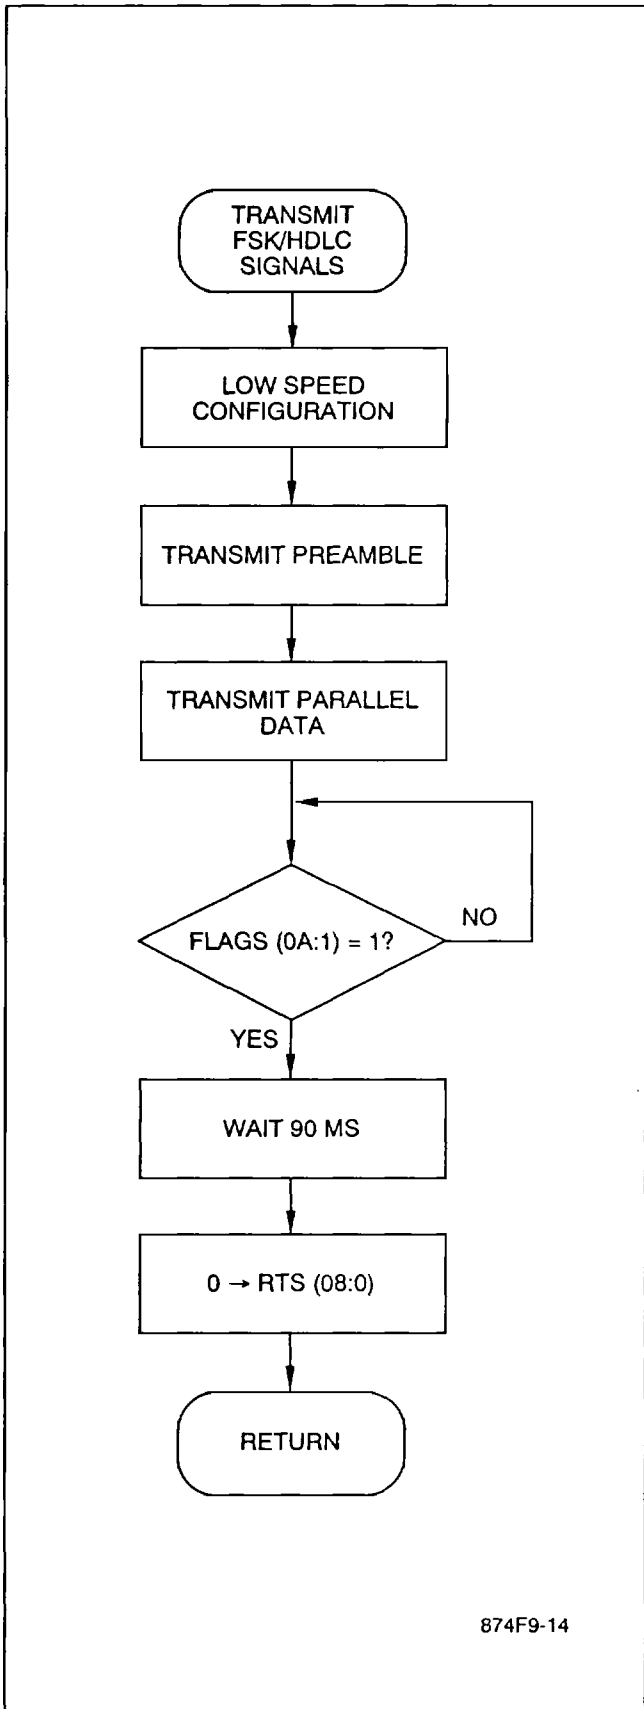 TRANSMIT
FSK/HDLC
SIGNALS
LOW SPEED
CONFIGURATION
TRANSMIT PREAMBLE
TRANSMIT PARALLEL
DATA
FLAGS (0A:1) = 1?
NO
YES
WAIT 90 MS
0 → RTS (08:0)
RETURN
874F9-14